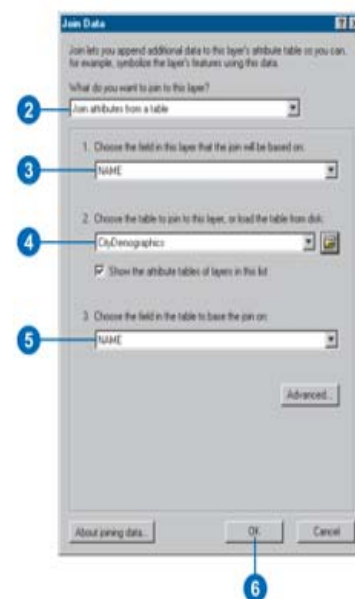 Join Data
Join lets you append additional data to this layer's attribute table so you can,
for example, symbolize the layer's features using this data.
What do you want to join to this layer?
2
Join attributes from a table
1. Choose the field in this layer that the join will be based on:
3
NAME
2. Choose the table to join to this layer, or load the table from disk:
4
CityDemographics
Show the attribute tables of layers in this list
3. Choose the field in the table to base the join on:
5
NAME
Advanced...
About joining data...
OK
Cancel
6